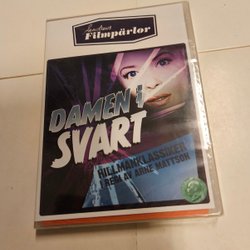 Filmpärlor
DAMEN I
SVART
HILLMANKLASSIKER
I REGI AV ARNE MATTSON